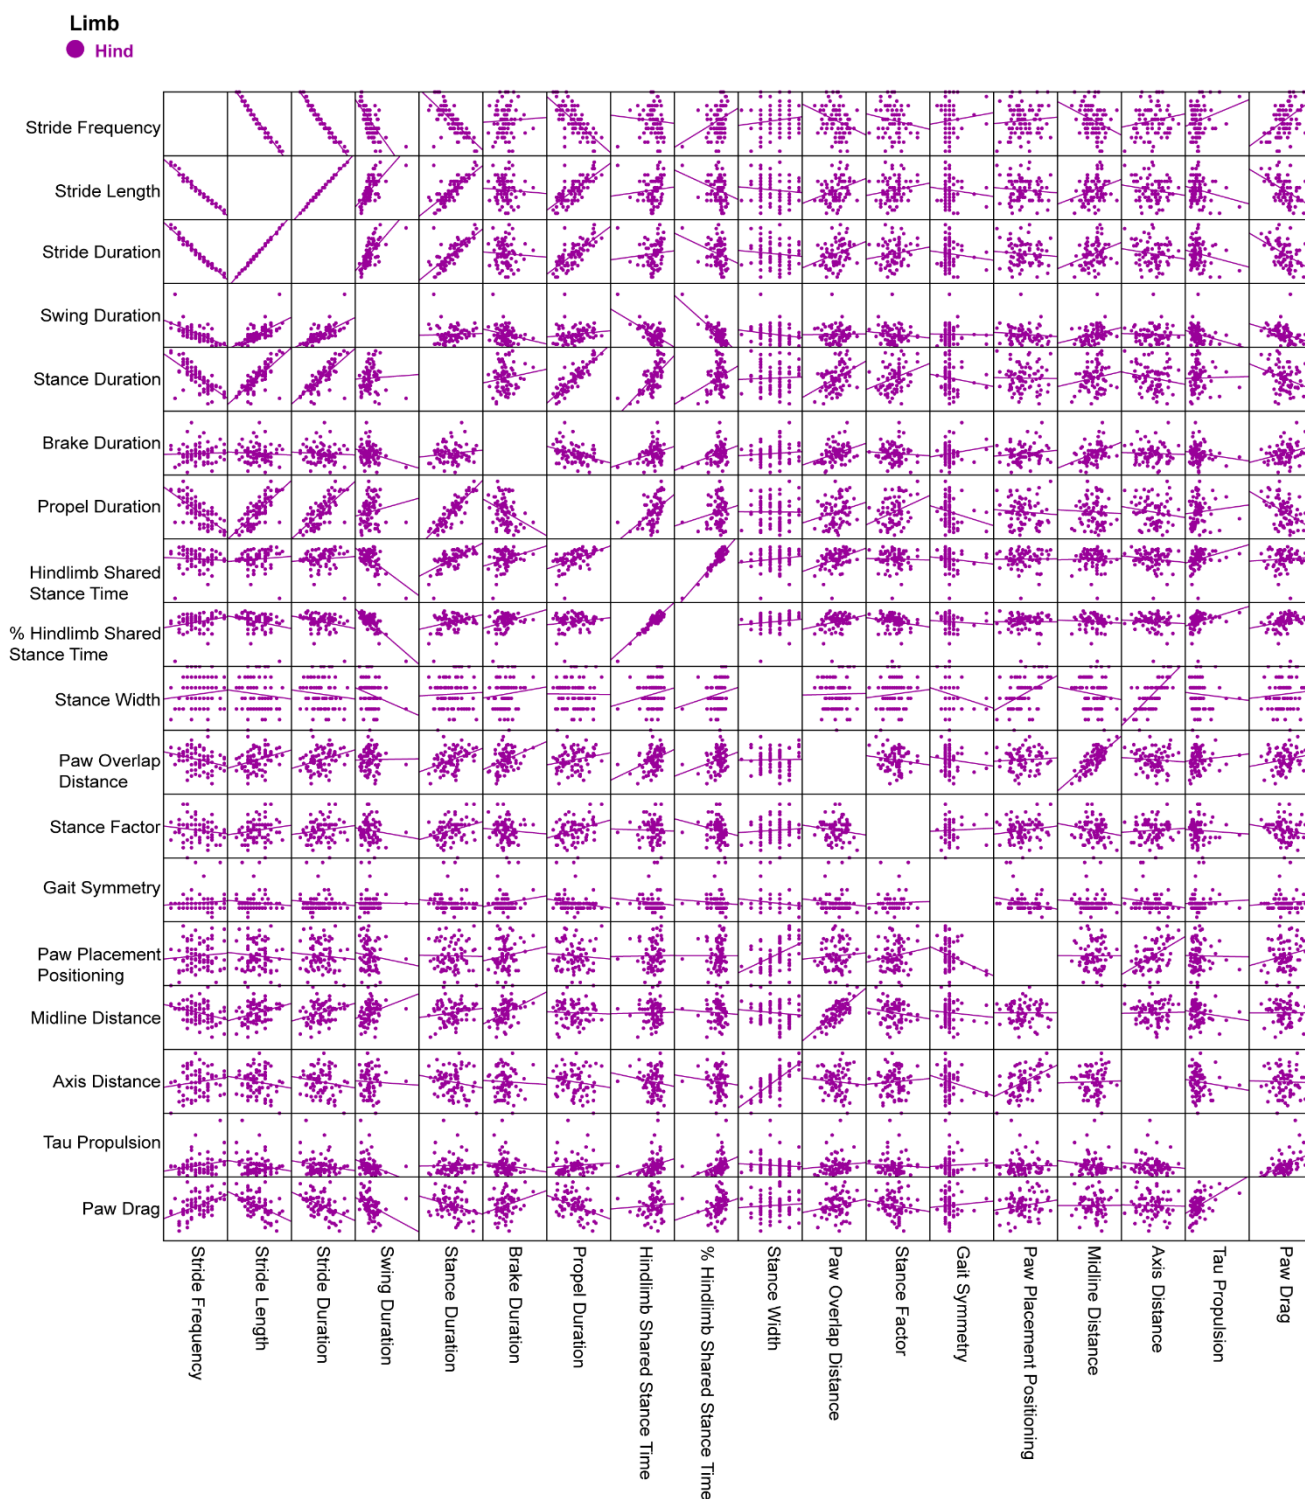 Limb
Hind
Stride Frequency
Stride Length
Stride Duration
Swing Duration
Stance Duration
Brake Duration
Propel Duration
Hindlimb Shared
Stance Time
% Hindlimb Shared
Stance Time
Stance Width
Paw Overlap
Distance
Stance Factor
Gait Symmetry
Paw Placement
Positioning
Midline Distance
Axis Distance
Tau Propulsion
Paw Drag
Stride Frequency
Stride Length
Stride Duration
Swing Duration
Stance Duration
Brake Duration
Propel Duration
Hindlimb Shared Stance Time
% Hindlimb Shared Stance Time
Stance Width
Paw Overlap Distance
Stance Factor
Gait Symmetry
Paw Placement Positioning
Midline Distance
Axis Distance
Tau Propulsion
Paw Drag